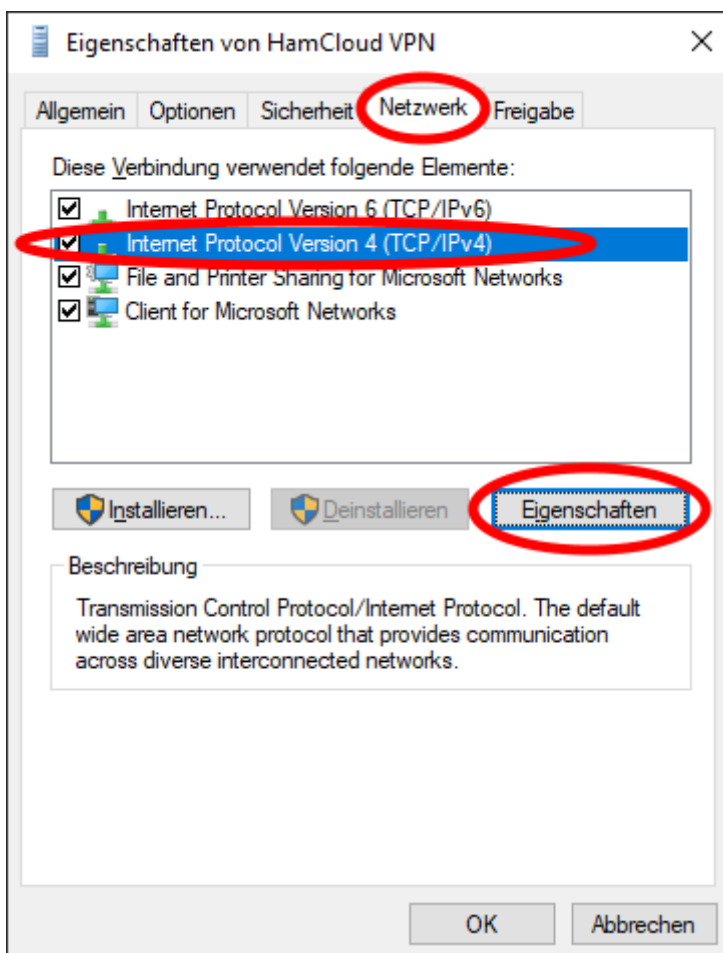 Eigenschaften von HamCloud VPN
Allgemein Optionen Sicherheit Netzwerk Freigabe
Diese Verbindung verwendet folgende Elemente:
Internet Protocol Version 6 (TCP/IPv6)
Internet Protocol Version 4 (TCP/IPv4)
File and Printer Sharing for Microsoft Networks
Client for Microsoft Networks
Installieren... Deinstallieren Eigenschaften
Beschreibung
Transmission Control Protocol/Internet Protocol. The default
wide area network protocol that provides communication
across diverse interconnected networks.
OK Abbrechen